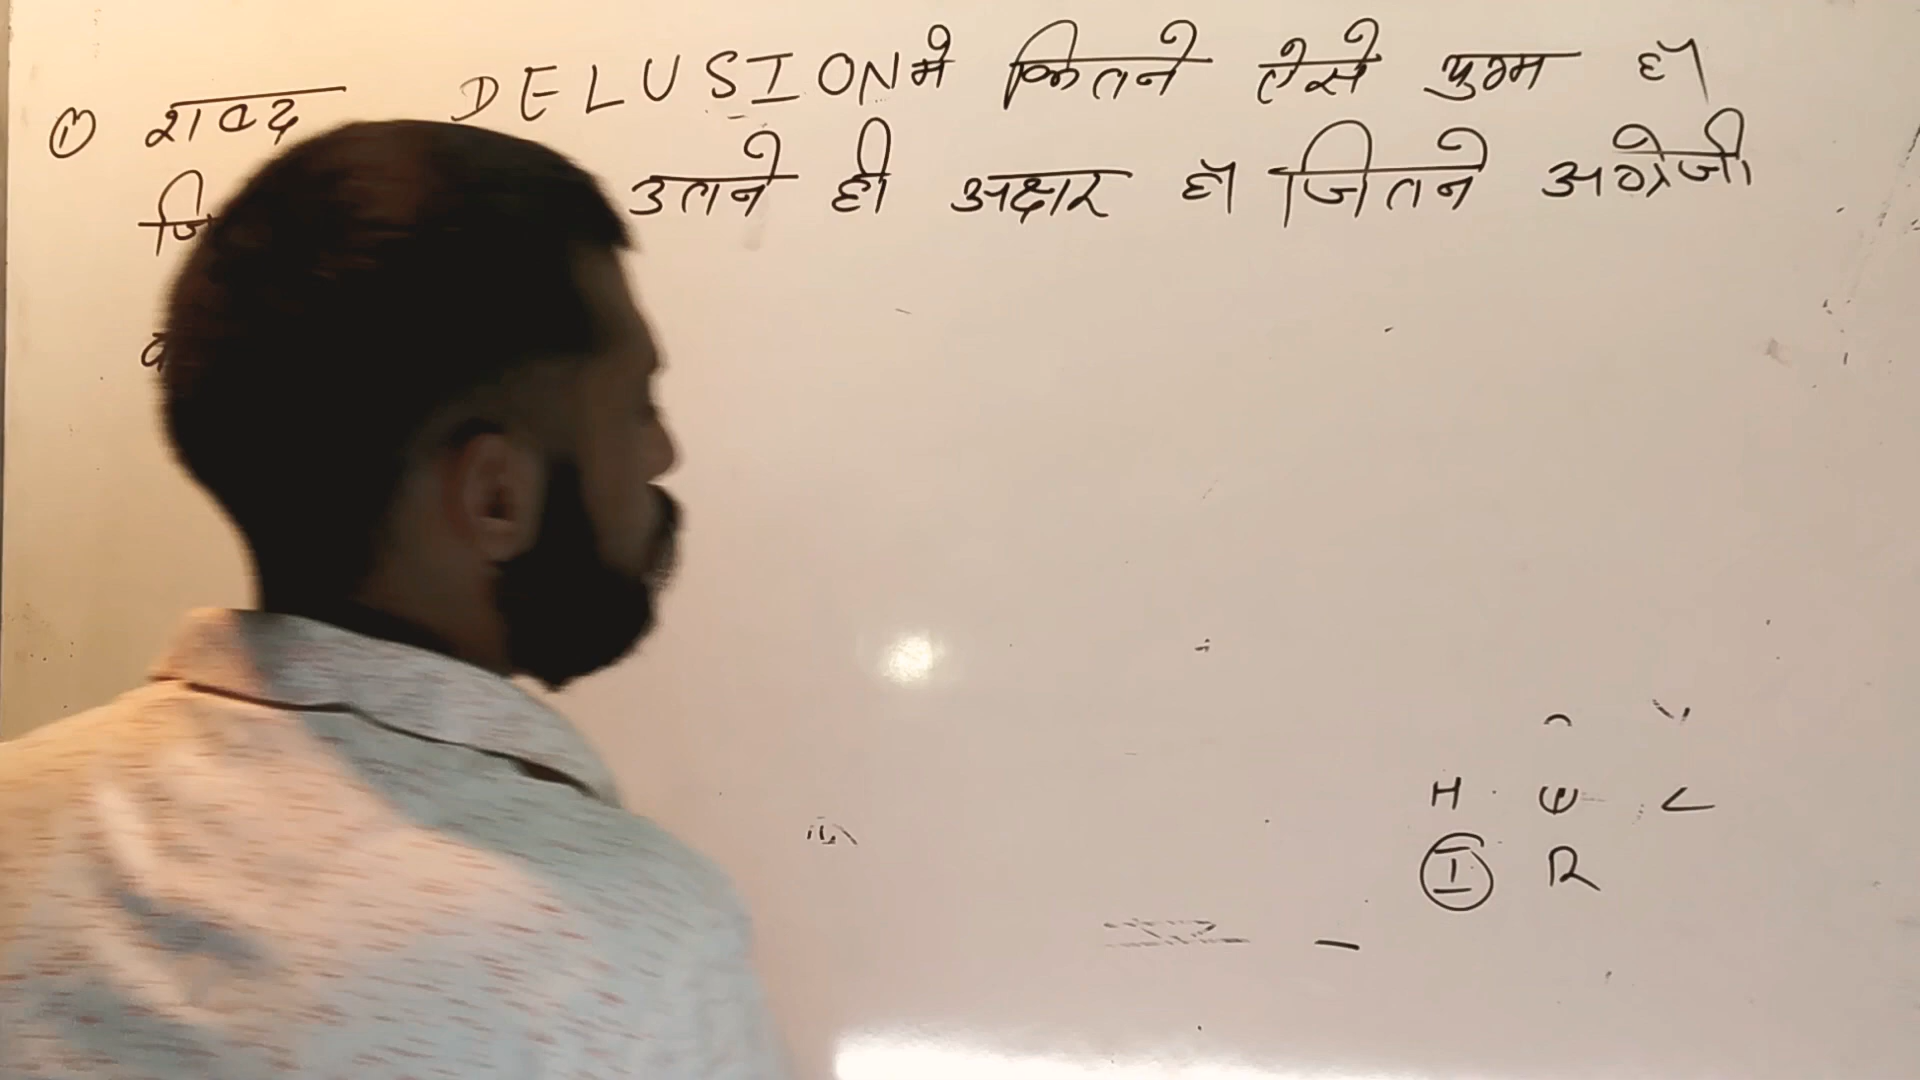 ① शब्द DELUSION में कितने ऐसे युग्म हैं
जि उतने ही अक्षर हैं जितने अंग्रेजी
H
I R